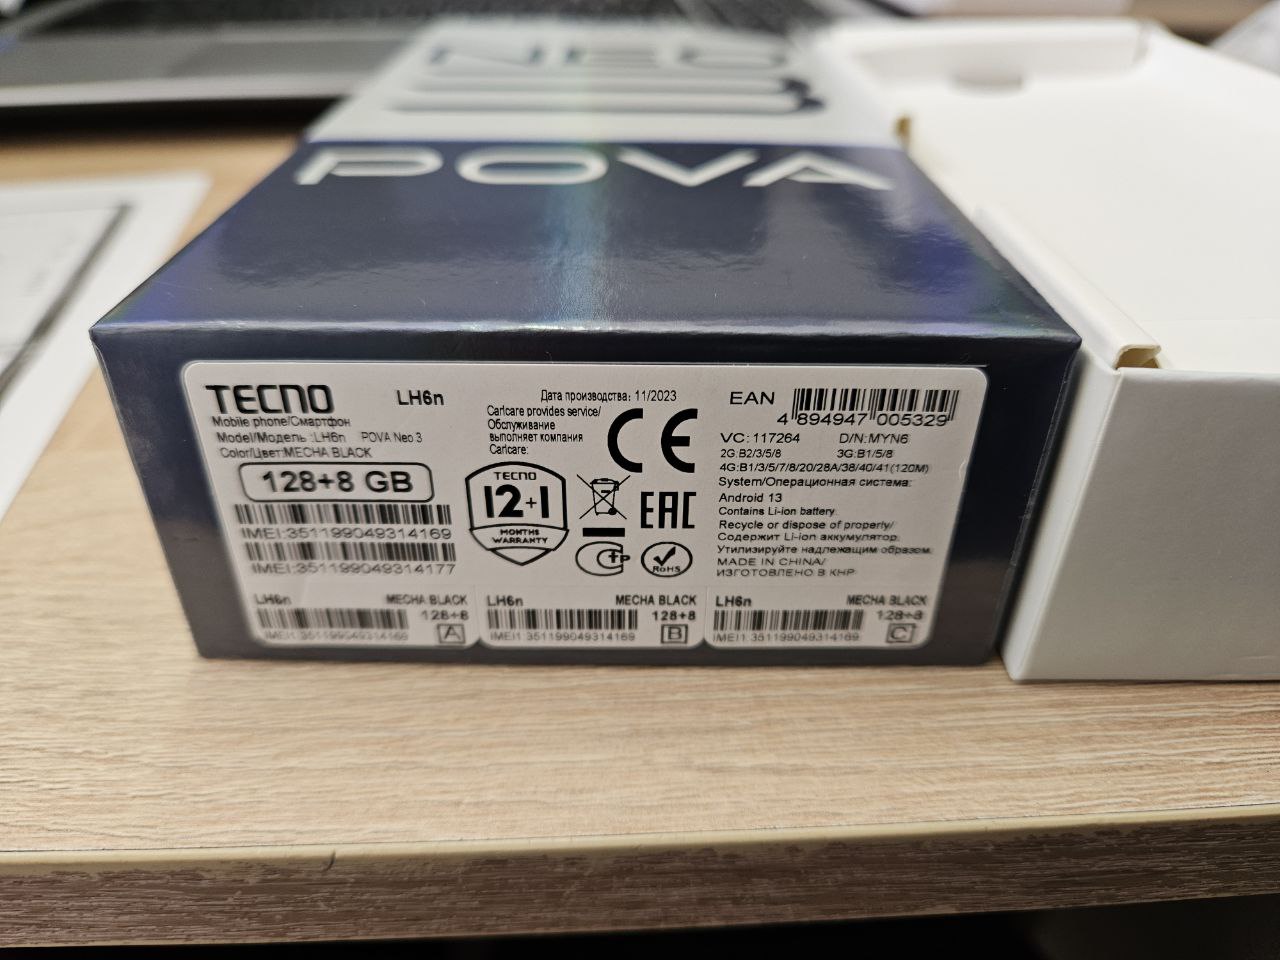 NEO
3
POVA
TECNO
LH6n
Mobile phone/Смартфон
Model/Модель :LH6n POVA Neo 3
Color/Цвет:MECHA BLACK
128+8 GB
IMEI:351199049314169
IMEI:351199049314177
Дата производства: 11/2023
Carlcare provides service/
Обслуживание
выполняет компания
Carlcare:
CE
TECNO
12+1
MONTHS
WARRANTY
EAC
RoHS
EAN
4 894947 005329
VC: 117264 D/N:MYN6
2G:B2/3/5/8 3G:B1/5/8
4G:B1/3/5/7/8/20/28A/38/40/41(120M)
System/Операционная система:
Android 13
Contains Li-ion battery.
Recycle or dispose of properly/
Содержит Li-ion аккумулятор.
Утилизируйте надлежащим образом.
MADE IN CHINA/
ИЗГОТОВЛЕНО В КНР
LH6n MECHA BLACK
128+8
IMEI1:351199049314169 A
LH6n MECHA BLACK
128+8
IMEI1:351199049314169 B
LH6n MECHA BLACK
128+8
IMEI1:351199049314169 C